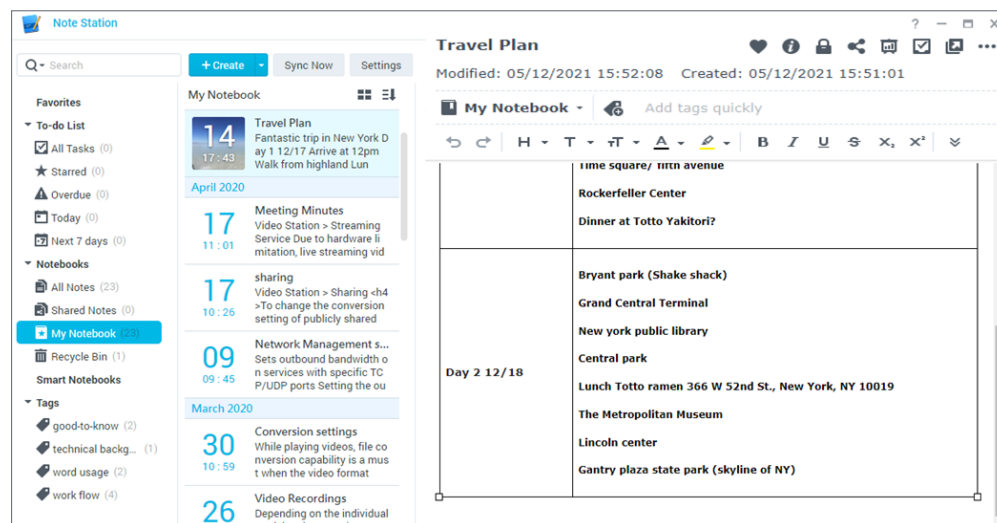 Note Station
Search
+ Create
Sync Now
Settings
Favorites
To-do List
All Tasks (0)
Starred (0)
Overdue (0)
Today (0)
Next 7 days (0)
Notebooks
All Notes (23)
Shared Notes (0)
My Notebook (23)
Recycle Bin (1)
Smart Notebooks
Tags
good-to-know (2)
technical backg... (1)
word usage (2)
work flow (4)
My Notebook
14
17:43
Travel Plan
Fantastic trip in New York D
ay 1 12/17 Arrive at 12pm
Walk from highland Lun
April 2020
17
11:01
Meeting Minutes
Video Station > Streaming
Service Due to hardware li
mitation, live streaming vid
17
10:26
sharing
Video Station > Sharing <h4
>To change the conversion
setting of publicly shared
09
09:45
Network Management s...
Sets outbound bandwidth o
n services with specific TC
P/UDP ports Setting the ou
March 2020
30
10:59
Conversion settings
While playing videos, file co
nversion capability is a mus
t when the video format
26
Video Recordings
Depending on the individual
Travel Plan
Modified: 05/12/2021 15:52:08 Created: 05/12/2021 15:51:01
My Notebook
Add tags quickly
H T TT A B I U S X₂ X²
Time square/ fifth avenue
Rockerfeller Center
Dinner at Totto Yakitori?
Day 2 12/18
Bryant park (Shake shack)
Grand Central Terminal
New york public library
Central park
Lunch Totto ramen 366 W 52nd St., New York, NY 10019
The Metropolitan Museum
Lincoln center
Gantry plaza state park (skyline of NY)